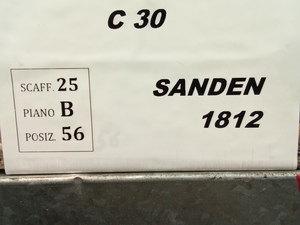 C 30
SCAFF. 25
PIANO B
POSIZ. 56
SANDEN
1812